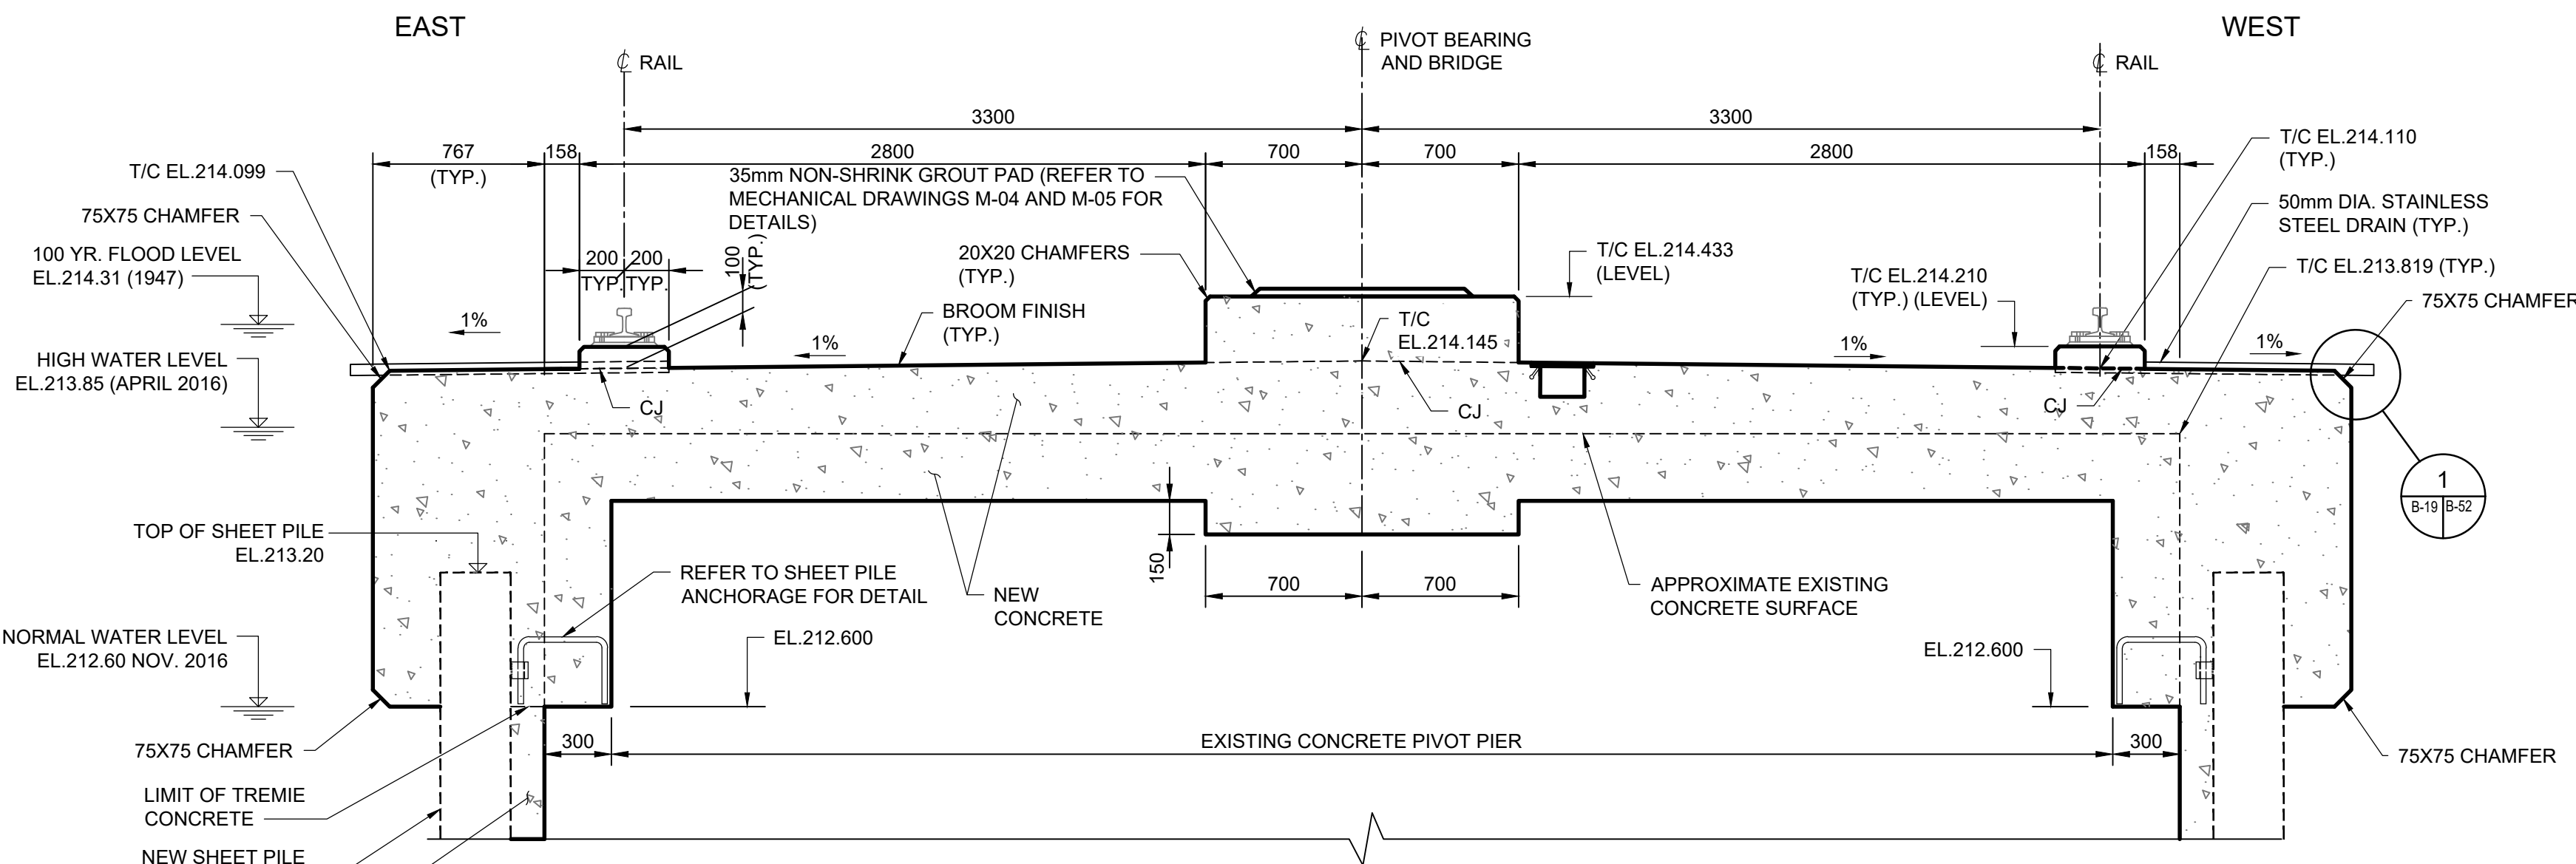 EAST
WEST
℄ RAIL
℄ PIVOT BEARING
AND BRIDGE
℄ RAIL
3300
3300
767
(TYP.)
158
2800
700
700
2800
158
T/C EL.214.099
75X75 CHAMFER
100 YR. FLOOD LEVEL
EL.214.31 (1947)
HIGH WATER LEVEL
EL.213.85 (APRIL 2016)
35mm NON-SHRINK GROUT PAD (REFER TO
MECHANICAL DRAWINGS M-04 AND M-05 FOR
DETAILS)
200
TYP.
200
TYP.
100
(TYP.)
20X20 CHAMFERS
(TYP.)
BROOM FINISH
(TYP.)
1%
1%
T/C EL.214.433
(LEVEL)
T/C
EL.214.145
T/C EL.214.210
(TYP.) (LEVEL)
T/C EL.214.110
(TYP.)
50mm DIA. STAINLESS
STEEL DRAIN (TYP.)
T/C EL.213.819 (TYP.)
75X75 CHAMFER
1%
1%
CJ
CJ
CJ
1
B-19
B-52
TOP OF SHEET PILE
EL.213.20
REFER TO SHEET PILE
ANCHORAGE FOR DETAIL
NEW
CONCRETE
150
700
700
APPROXIMATE EXISTING
CONCRETE SURFACE
NORMAL WATER LEVEL
EL.212.60 NOV. 2016
EL.212.600
EL.212.600
75X75 CHAMFER
300
EXISTING CONCRETE PIVOT PIER
300
75X75 CHAMFER
LIMIT OF TREMIE
CONCRETE
NEW SHEET PILE